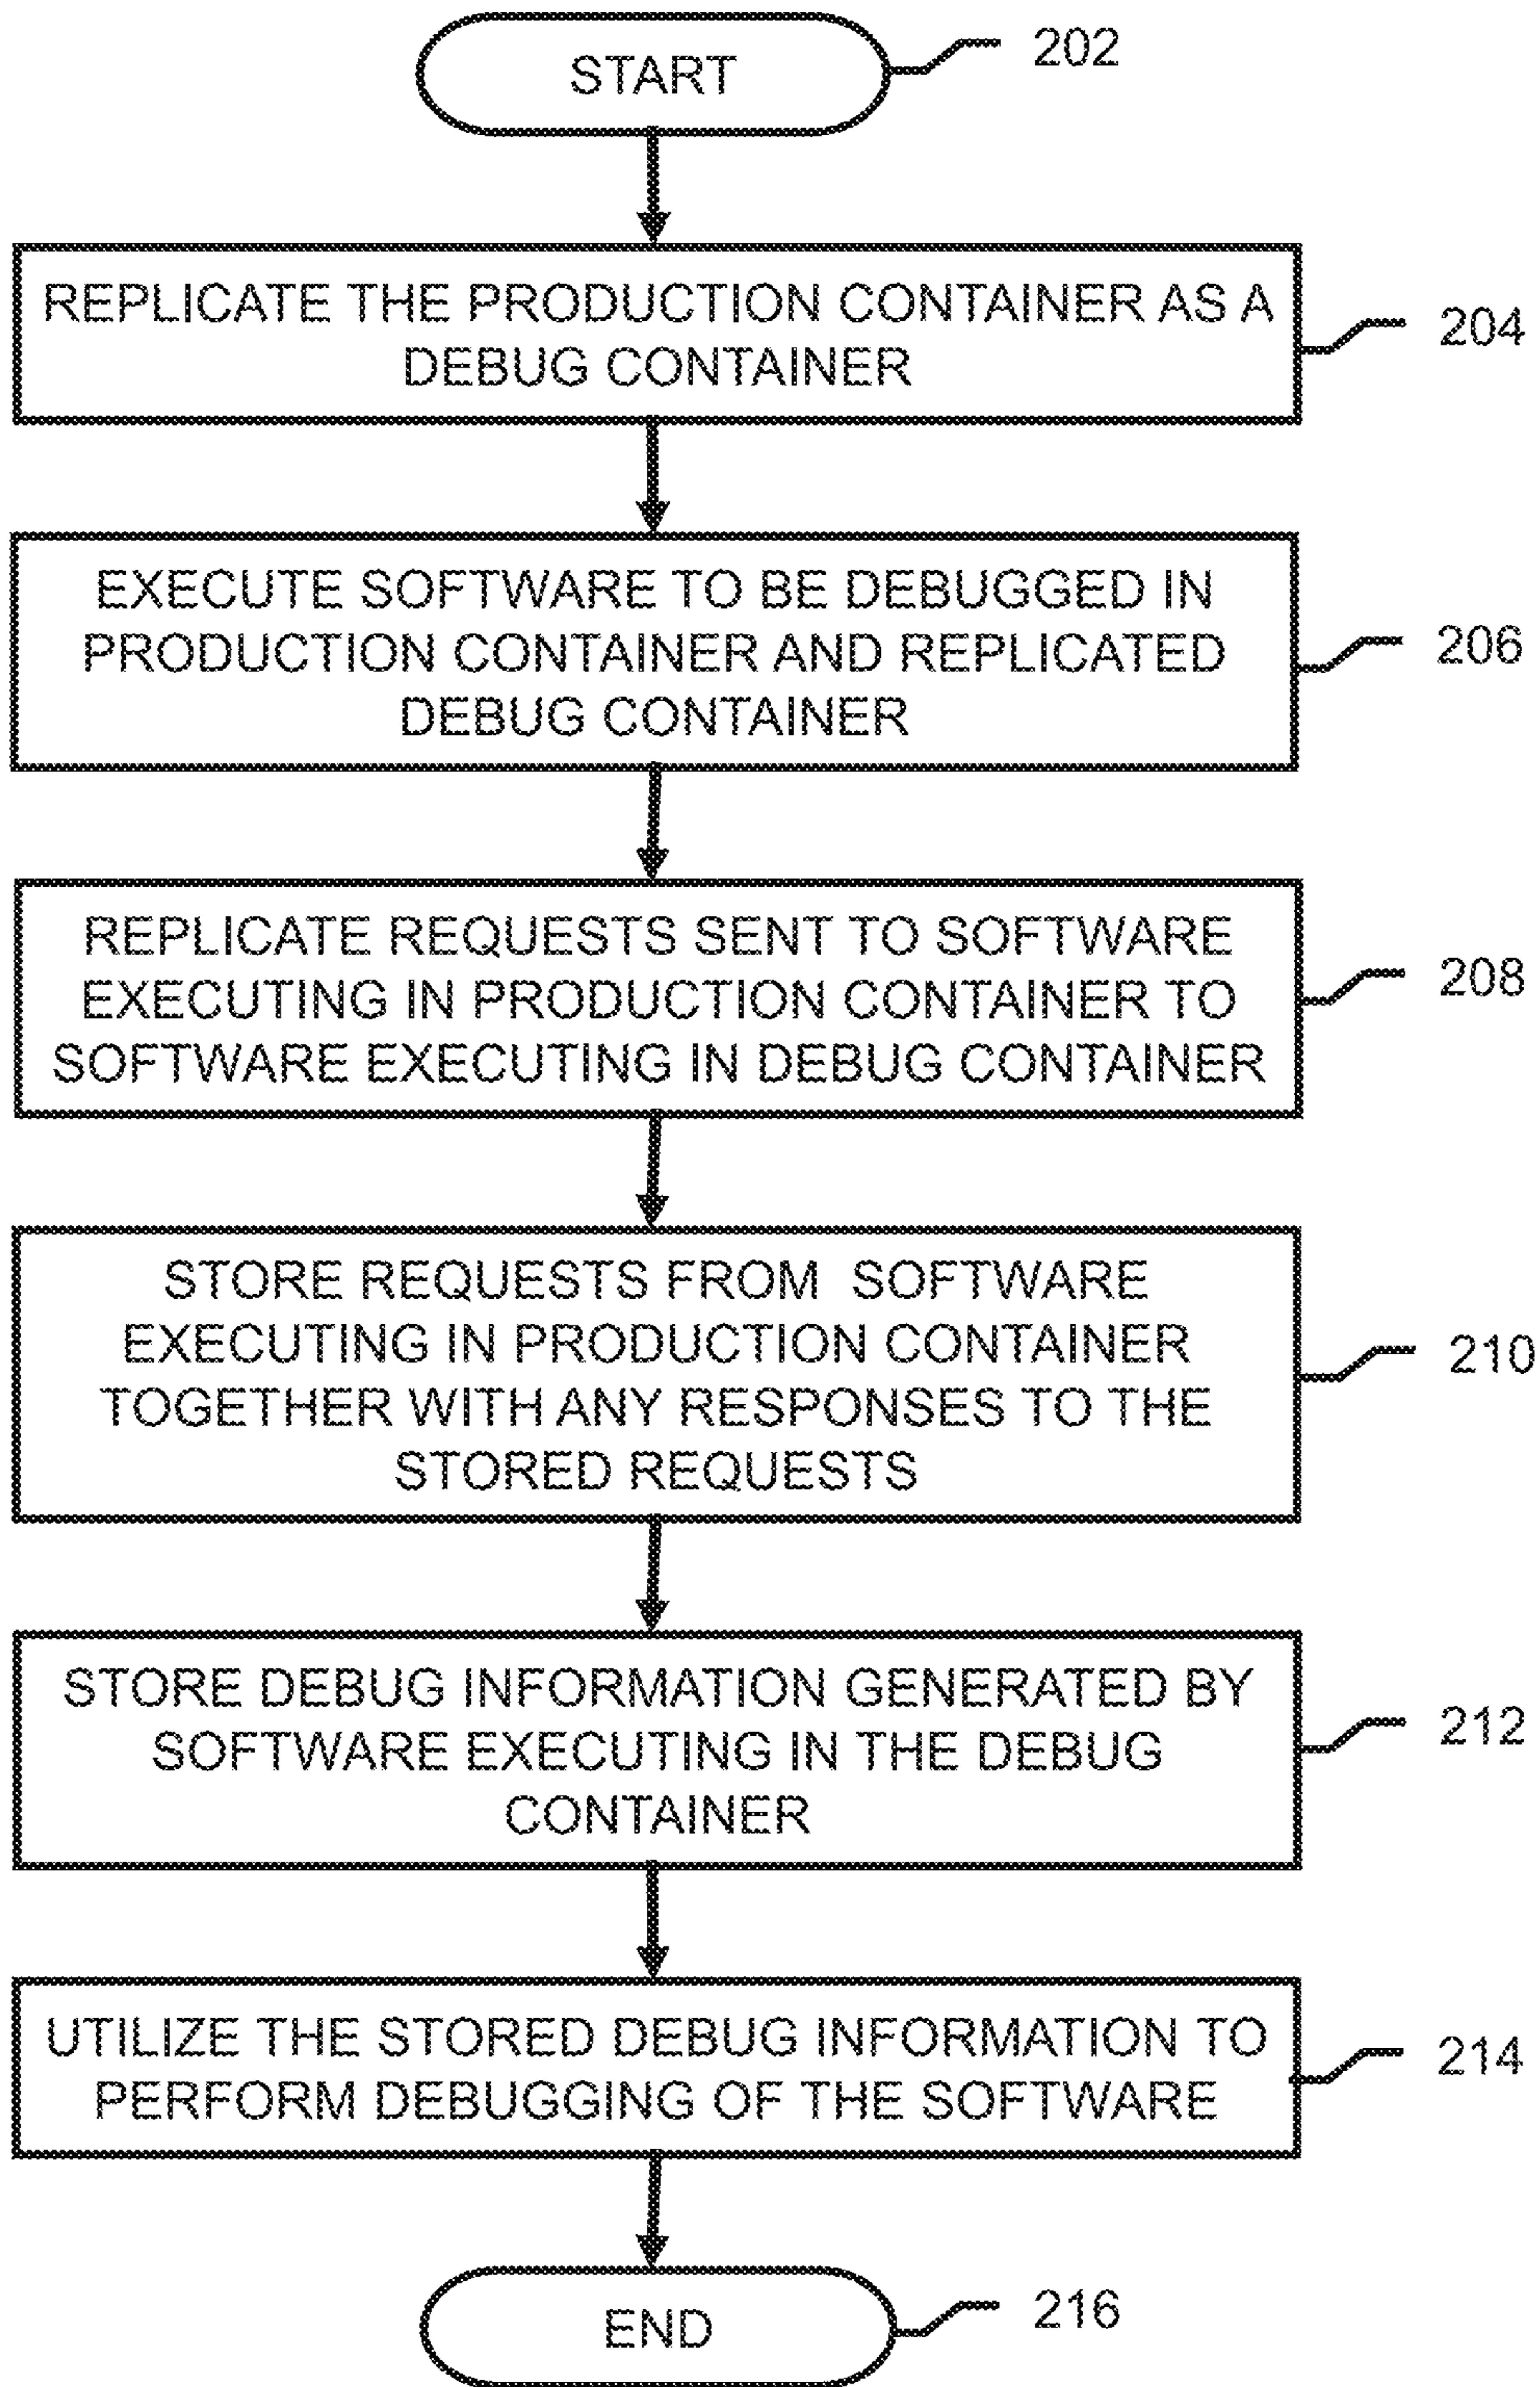 START
202
REPLICATE THE PRODUCTION CONTAINER AS A
DEBUG CONTAINER
204
EXECUTE SOFTWARE TO BE DEBUGGED IN
PRODUCTION CONTAINER AND REPLICATED
DEBUG CONTAINER
206
REPLICATE REQUESTS SENT TO SOFTWARE
EXECUTING IN PRODUCTION CONTAINER TO
SOFTWARE EXECUTING IN DEBUG CONTAINER
208
STORE REQUESTS FROM SOFTWARE
EXECUTING IN PRODUCTION CONTAINER
TOGETHER WITH ANY RESPONSES TO THE
STORED REQUESTS
210
STORE DEBUG INFORMATION GENERATED BY
SOFTWARE EXECUTING IN THE DEBUG
CONTAINER
212
UTILIZE THE STORED DEBUG INFORMATION TO
PERFORM DEBUGGING OF THE SOFTWARE
214
END
216